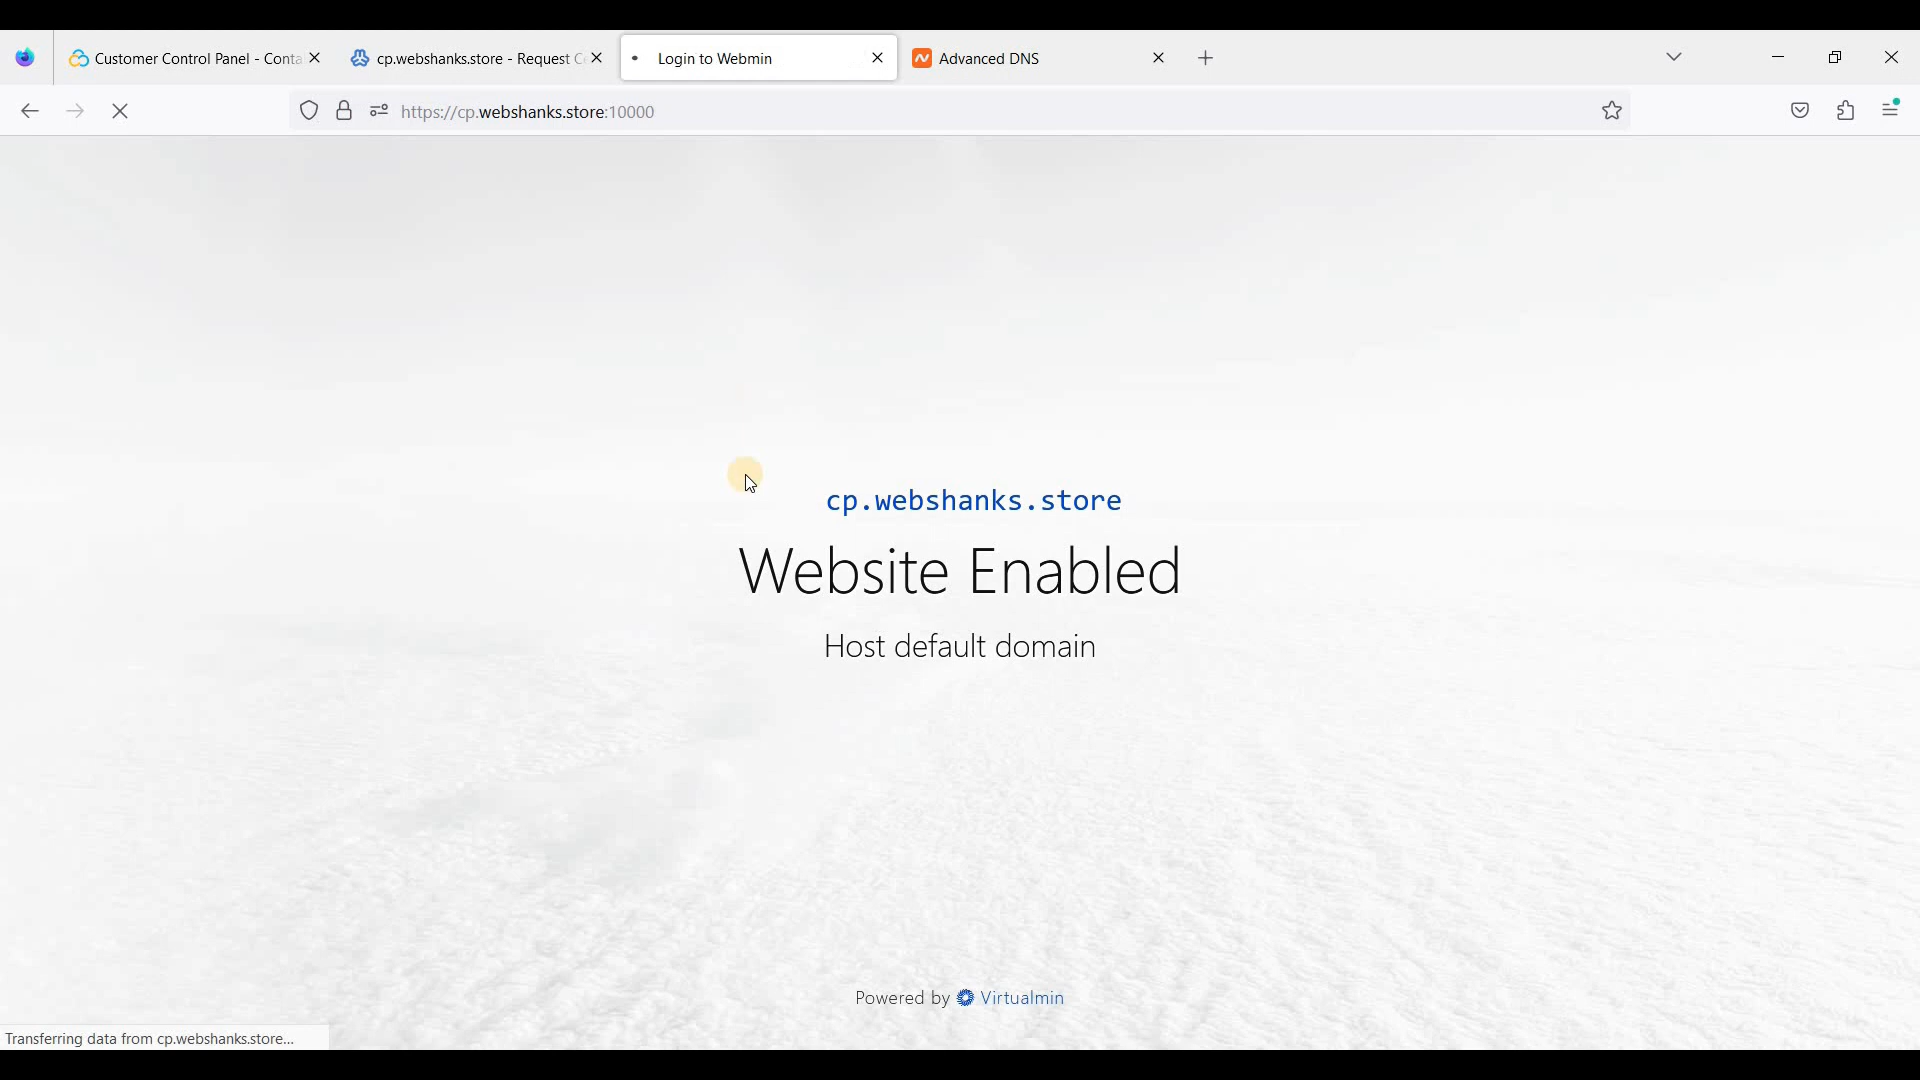 Customer Control Panel - Conta
cp.webshanks.store - Request C
Login to Webmin
Advanced DNS
https://cp.webshanks.store:10000
cp.webshanks.store
Website Enabled
Host default domain
Powered by Virtualmin
Transferring data from cp.webshanks.store...